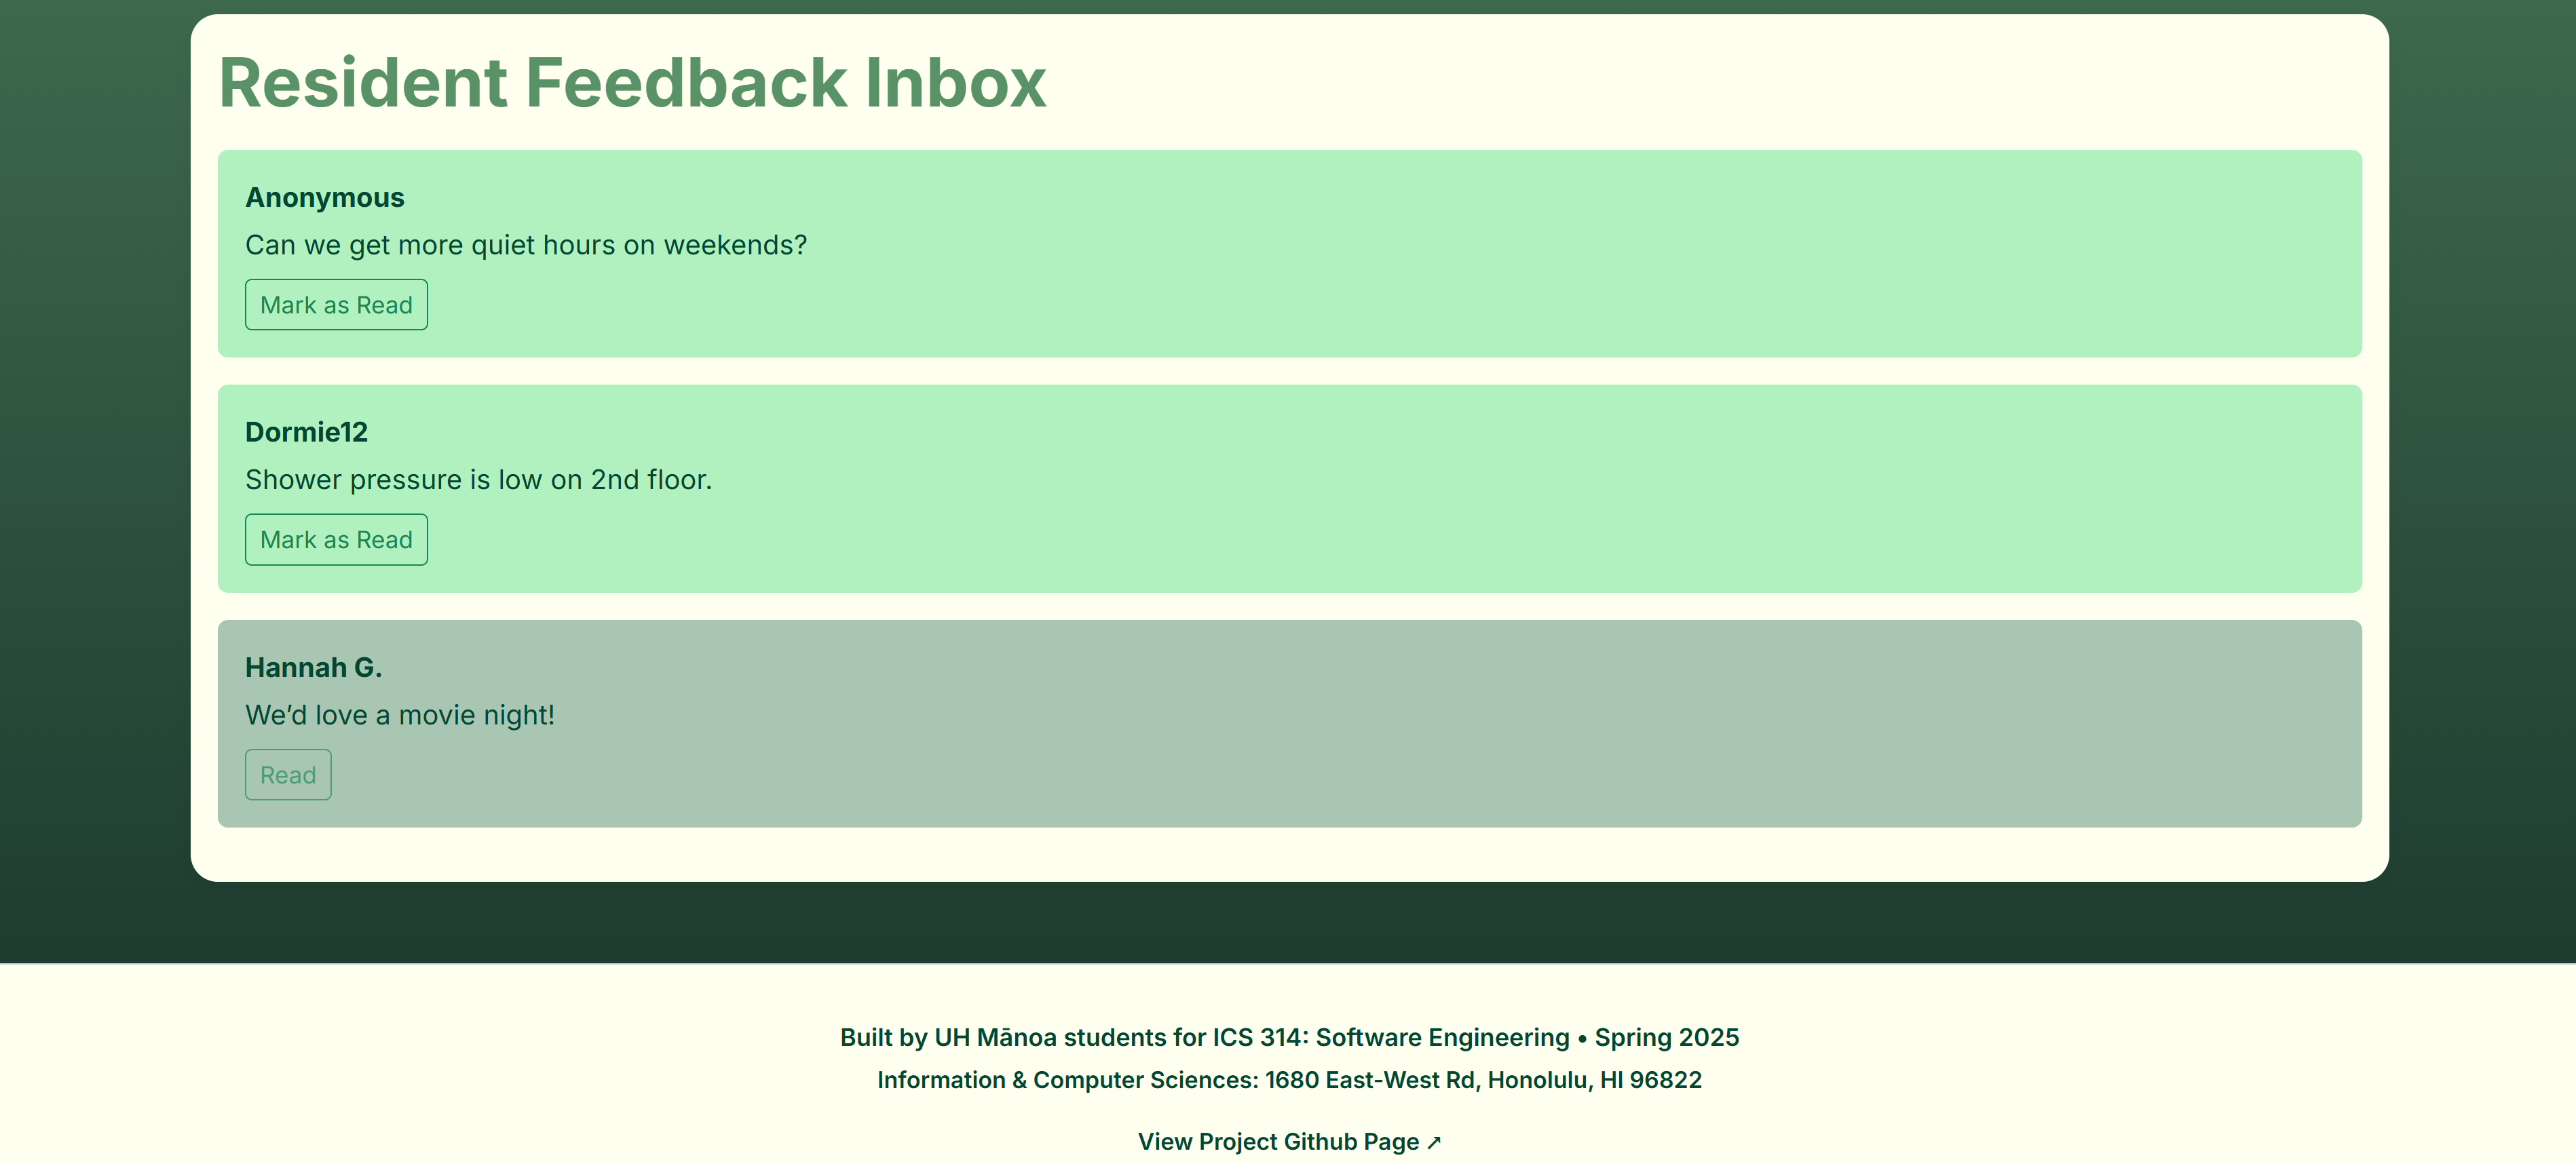 Resident Feedback Inbox
Anonymous
Can we get more quiet hours on weekends?
Mark as Read
Dormie12
Shower pressure is low on 2nd floor.
Mark as Read
Hannah G.
We’d love a movie night!
Read
Built by UH Mānoa students for ICS 314: Software Engineering • Spring 2025
Information & Computer Sciences: 1680 East-West Rd, Honolulu, HI 96822
View Project Github Page ↗